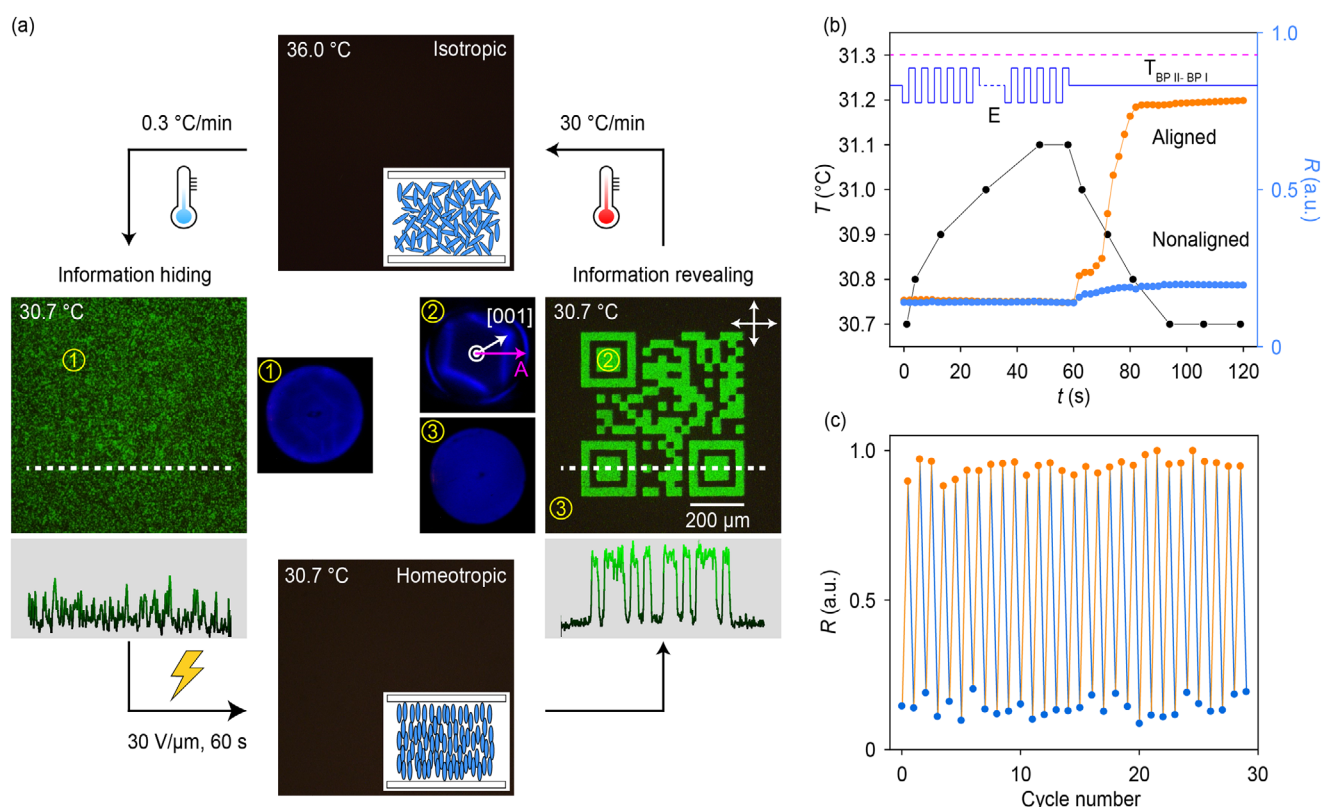 (a)
36.0 °C
Isotropic
0.3 °C/min
30 °C/min
Information hiding
Information revealing
30.7 °C
①
①
②
[001]
A
③
30.7 °C
②
③
200 μm
30.7 °C
Homeotropic
30 V/μm, 60 s
(b)
T (°C)
31.3
31.2
31.1
31.0
30.9
30.8
30.7
T BP II- BP I
E
Aligned
Nonaligned
1.0
0.5
0
R (a.u.)
0 20 40 60 80 100 120
t (s)
(c)
R (a.u.)
1.0
0.5
0
0 10 20 30
Cycle number